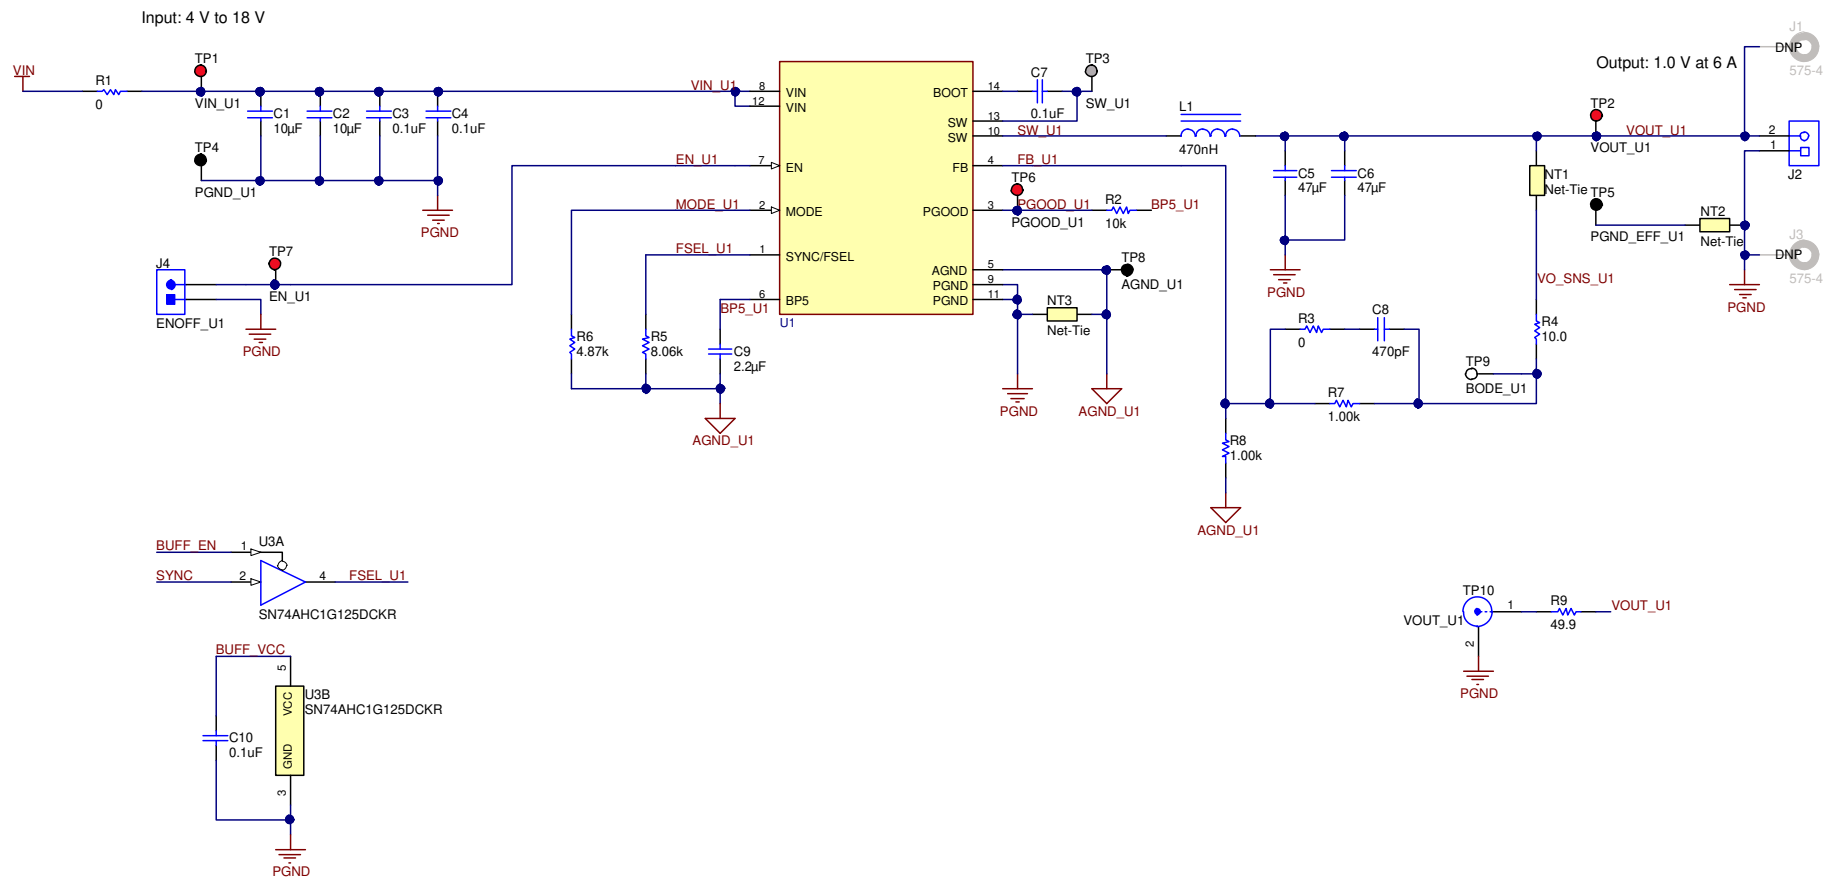 Input: 4 V to 18 V
J1
DNP
575-4
Output: 1.0 V at 6 A
VIN
R1
0
TP1
VIN_U1
C1
10µF
C2
10µF
C3
0.1uF
C4
0.1uF
TP4
PGND_U1
PGND
VIN_U1
8
12
VIN
VIN
EN_U1
7
EN
MODE_U1
2
MODE
FSEL_U1
1
SYNC/FSEL
BP5_U1
6
BP5
U1
BOOT
14
SW
13
SW
10
FB
4
PGOOD
3
AGND
5
PGND
9
PGND
11
C7
0.1uF
TP3
SW_U1
SW_U1
FB_U1
TP6
PGOOD_U1
PGOOD_U1
R2
10k
BP5_U1
TP8
AGND_U1
NT3
Net-Tie
PGND
AGND_U1
L1
470nH
C5
47µF
C6
47µF
PGND
TP2
VOUT_U1
VOUT_U1
2
1
J2
NT1
Net-Tie
TP5
PGND_EFF_U1
NT2
Net-Tie
J3
DNP
575-4
PGND
VO_SNS_U1
R4
10.0
TP9
BODE_U1
R3
0
C8
470pF
R7
1.00k
R8
1.00k
AGND_U1
J4
ENOFF_U1
TP7
EN_U1
PGND
R6
4.87k
R5
8.06k
C9
2.2µF
AGND_U1
BUFF_EN
1
U3A
SYNC
2
4
FSEL_U1
SN74AHC1G125DCKR
BUFF_VCC
5
VCC
U3B
SN74AHC1G125DCKR
GND
3
C10
0.1uF
PGND
TP10
VOUT_U1
1
2
R9
49.9
VOUT_U1
PGND